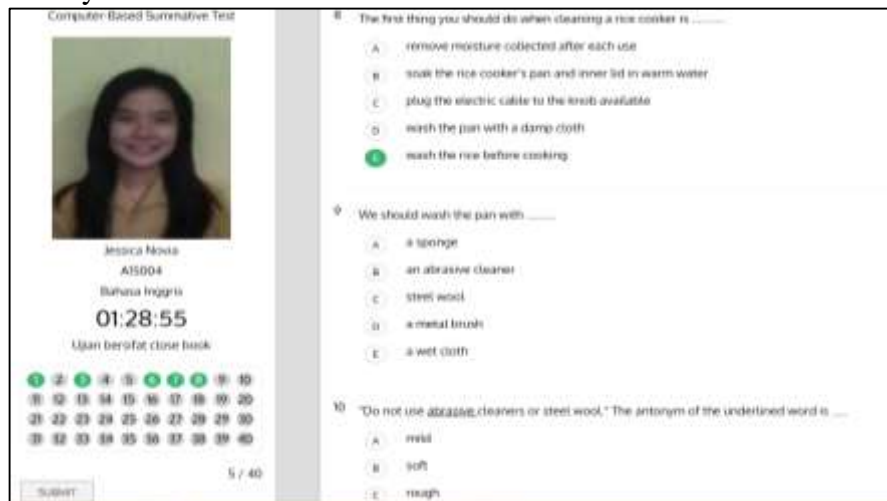 Computer-Based Summative Test
Jessica Novia
A15004
Bahasa Inggris
01:28:55
Ujian bersifat close book
1 2 3 4 5 6 7 8 9 10
11 12 13 14 15 16 17 18 19 20
21 22 23 24 25 26 27 28 29 30
31 32 33 34 35 36 37 38 39 40
5 / 40
SUBMIT
8 The first thing you should do when cleaning a rice cooker is ........
A remove moisture collected after each use
B soak the rice cooker's pan and inner lid in warm water
C plug the electric cable to the knob available
D wash the pan with a damp cloth
E wash the rice before cooking
9 We should wash the pan with ........
A a sponge
B an abrasive cleaner
C steel wool
D a metal brush
E a wet cloth
10 "Do not use abrasive cleaners or steel wool." The antonym of the underlined word is ....
A mild
B soft
C rough